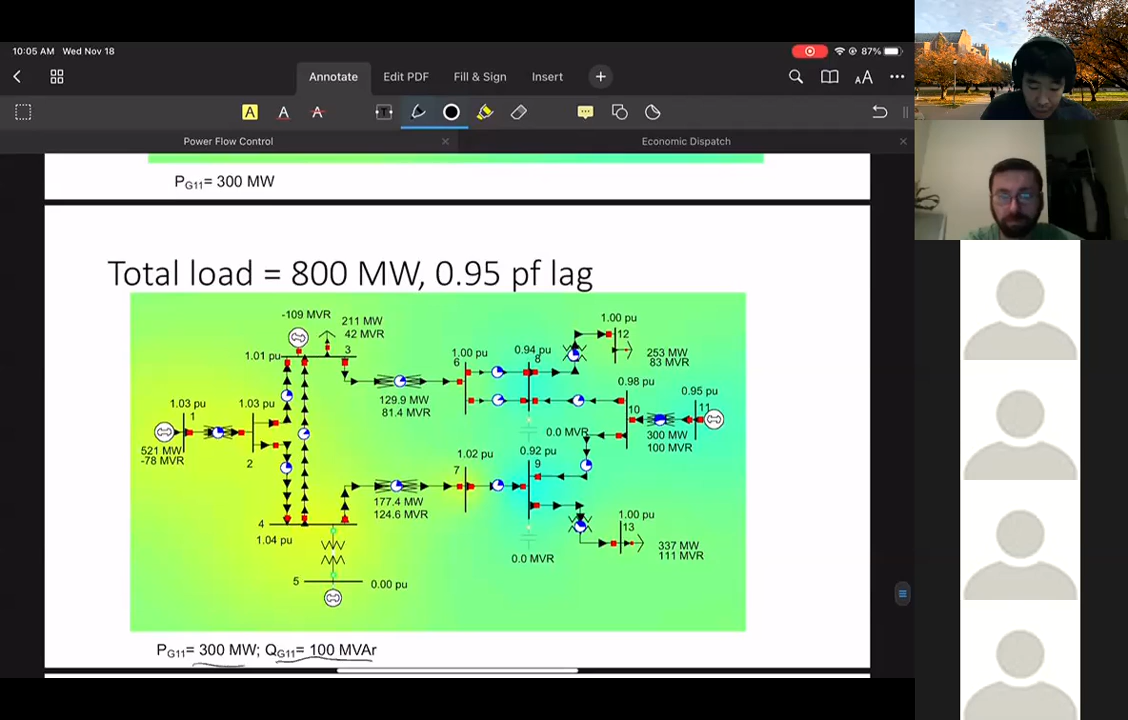 10:05 AM Wed Nov 18
87%
Annotate Edit PDF Fill & Sign Insert
AA
A A A T
Power Flow Control Economic Dispatch
PG11= 300 MW
Total load = 800 MW, 0.95 pf lag
-109 MVR
211 MW
42 MVR
3
1.01 pu
1.03 pu
1
1.03 pu
2
521 MW
-78 MVR
129.9 MW
81.4 MVR
1.00 pu
6
0.94 pu
8
1.00 pu
12
253 MW
83 MVR
0.98 pu
10
0.95 pu
11
300 MW
100 MVR
0.0 MVR
0.92 pu
9
1.02 pu
7
177.4 MW
124.6 MVR
4
1.04 pu
5
0.00 pu
0.0 MVR
1.00 pu
13
337 MW
111 MVR
PG11= 300 MW; QG11= 100 MVAr